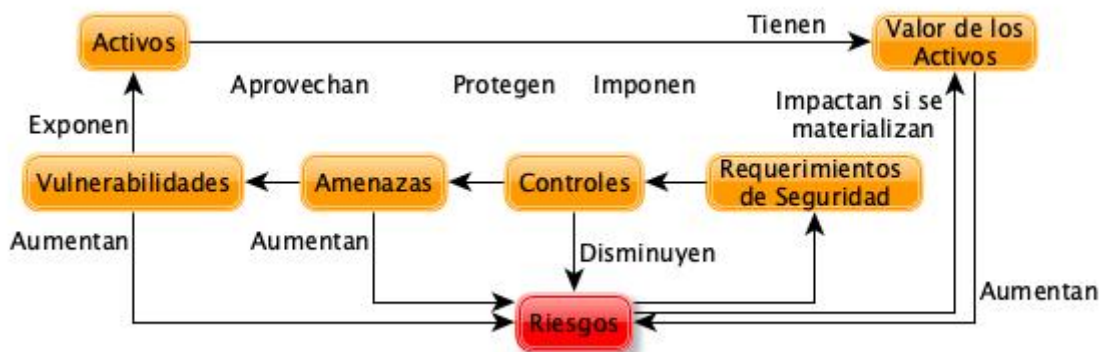 Tienen
Activos
Valor de los
Activos
Aprovechan
Protegen
Imponen
Exponen
Impactan si se
materializan
Vulnerabilidades
Amenazas
Controles
Requerimientos
de Seguridad
Aumentan
Aumentan
Disminuyen
Aumentan
Riesgos